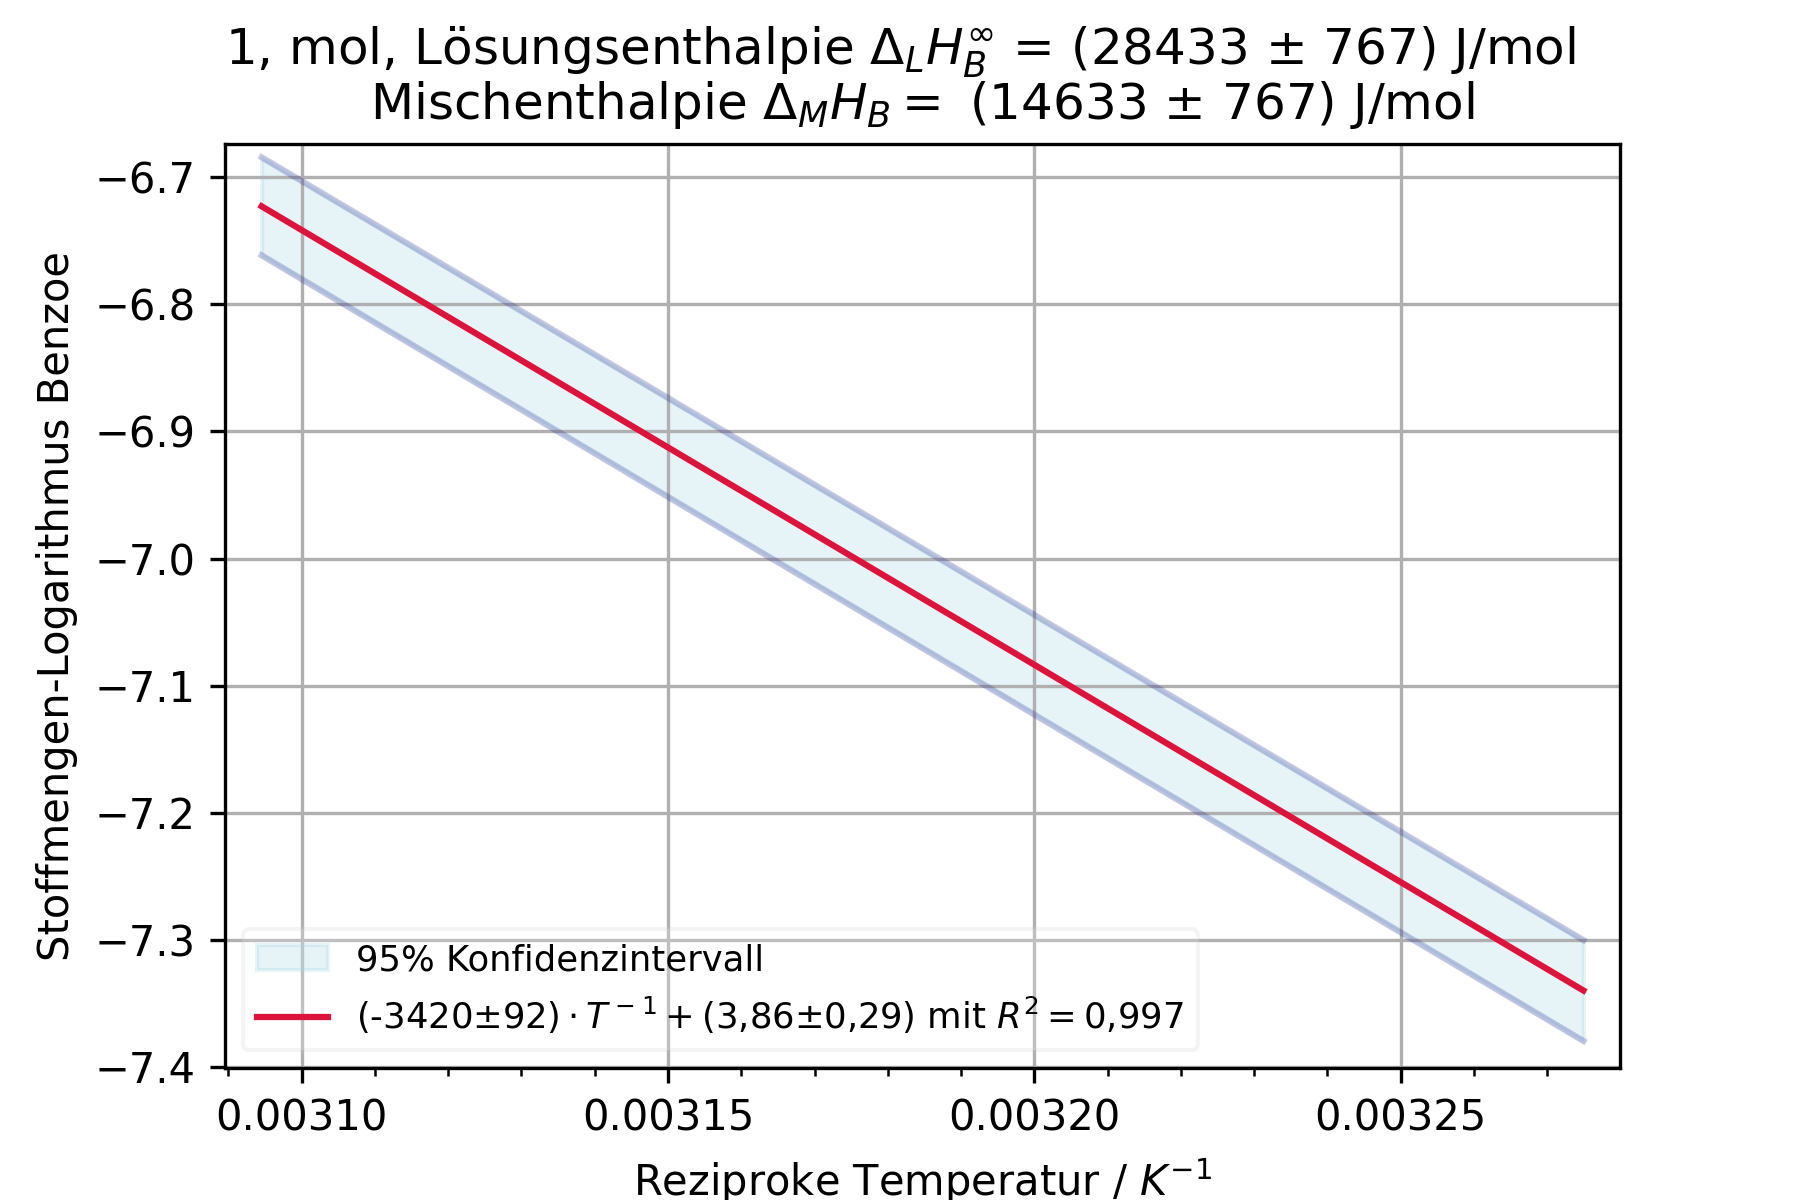 1, mol, Lösungsenthalpie Δ_L H_B^∞ = (28433 ± 767) J/mol
Mischenthalpie Δ_M H_B = (14633 ± 767) J/mol
Stoffmengen-Logarithmus Benzoe
−6.7
−6.8
−6.9
−7.0
−7.1
−7.2
−7.3
−7.4
95% Konfidenzintervall
(-3420±92) · T^−1 + (3,86±0,29) mit R^2 = 0,997
0.00310
0.00315
0.00320
0.00325
Reziproke Temperatur / K^−1